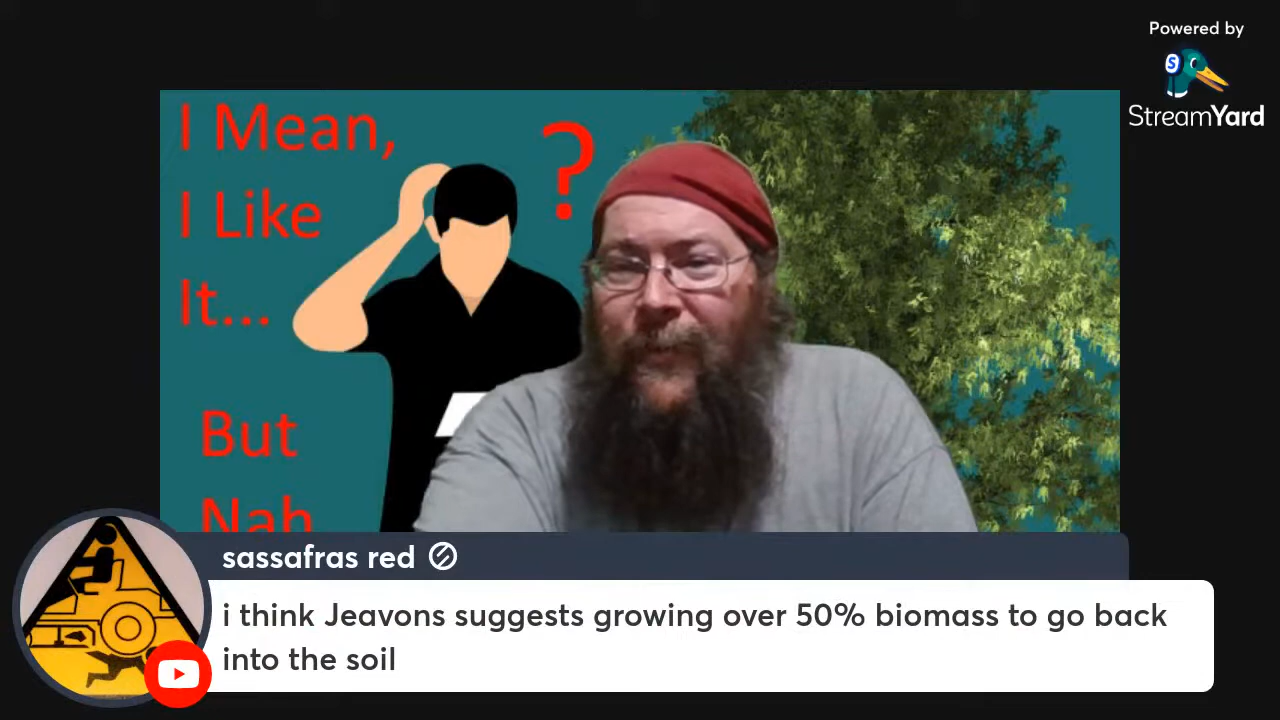 Powered by
StreamYard
I Mean,
I Like
It...
?
But
Nah
sassafras red
i think Jeavons suggests growing over 50% biomass to go back
into the soil